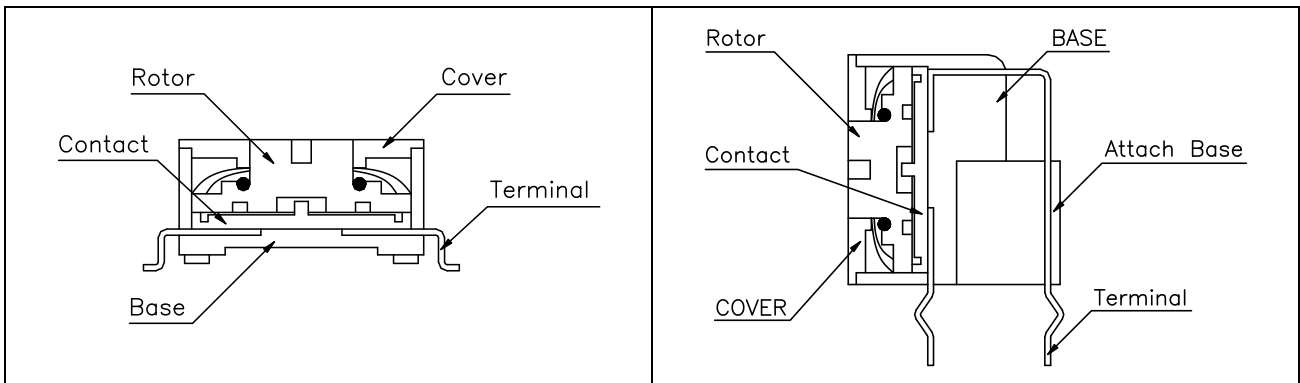 Rotor
Cover
Contact
Terminal
Base
Rotor
BASE
Contact
Attach Base
COVER
Terminal